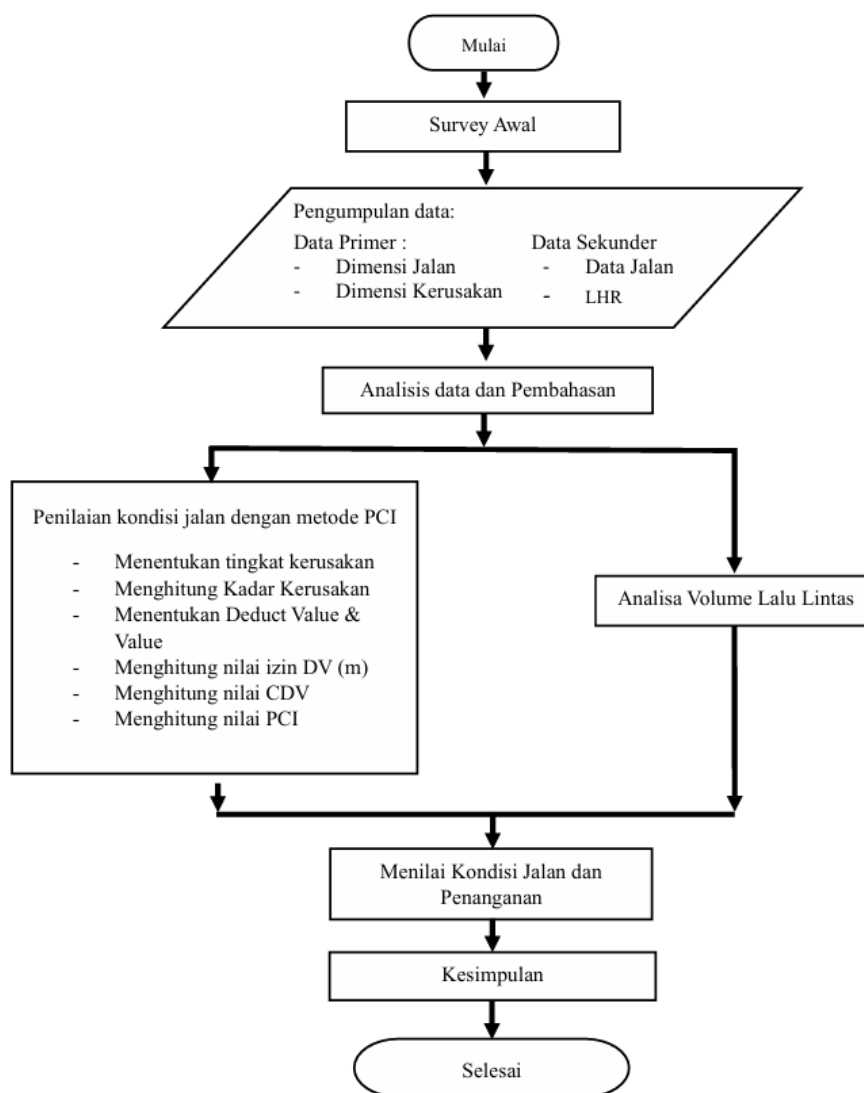 Mulai
Survey Awal
Pengumpulan data:
Data Primer :
- Dimensi Jalan
- Dimensi Kerusakan
Data Sekunder
- Data Jalan
- LHR
Analisis data dan Pembahasan
Penilaian kondisi jalan dengan metode PCI
- Menentukan tingkat kerusakan
- Menghitung Kadar Kerusakan
- Menentukan Deduct Value &
Value
- Menghitung nilai izin DV (m)
- Menghitung nilai CDV
- Menghitung nilai PCI
Analisa Volume Lalu Lintas
Menilai Kondisi Jalan dan
Penanganan
Kesimpulan
Selesai